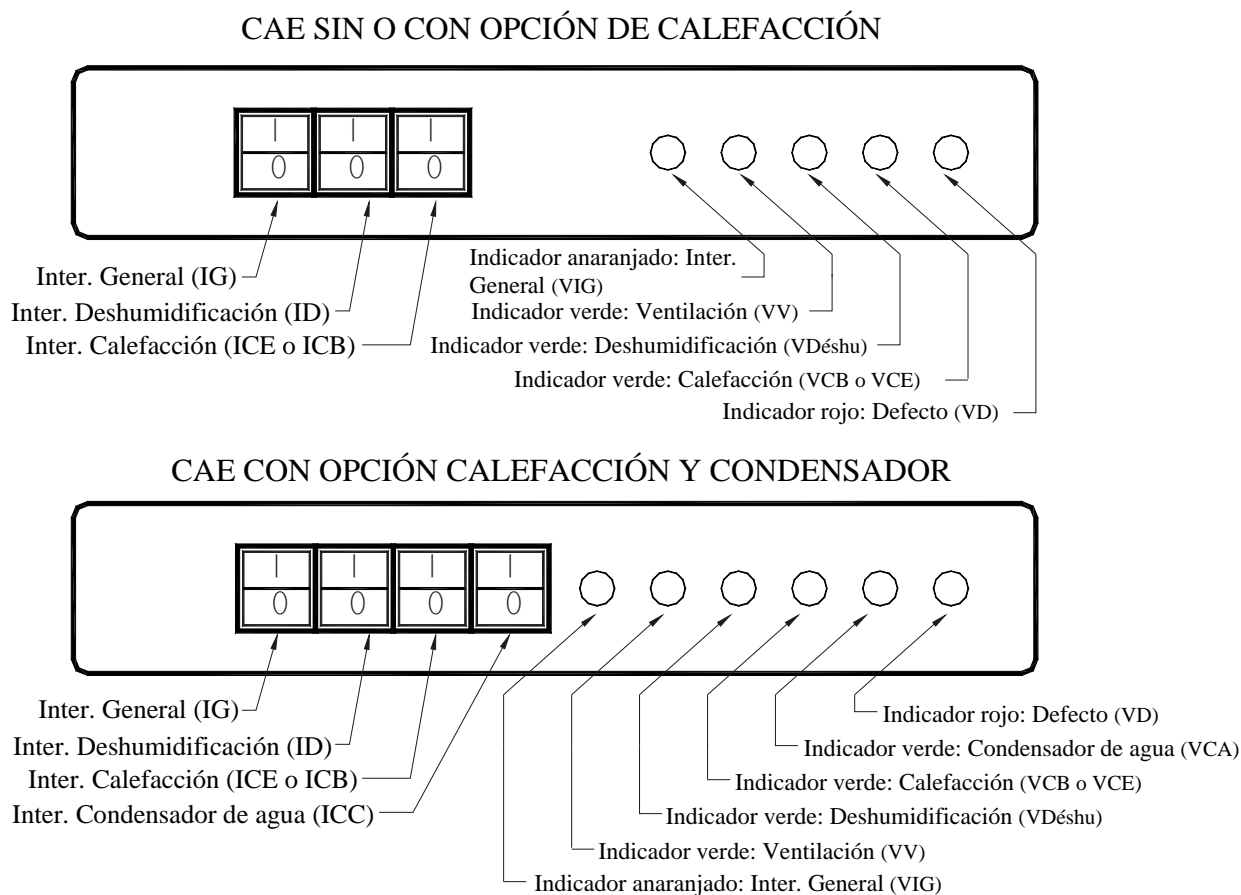 CAE SIN O CON OPCIÓN DE CALEFACCIÓN
| | |
0 0 0
Inter. General (IG)
Inter. Deshumidificación (ID)
Inter. Calefacción (ICE o ICB)
Indicador anaranjado: Inter.
General (VIG)
Indicador verde: Ventilación (VV)
Indicador verde: Deshumidificación (VDéshu)
Indicador verde: Calefacción (VCB o VCE)
Indicador rojo: Defecto (VD)
CAE CON OPCIÓN CALEFACCIÓN Y CONDENSADOR
| | | |
0 0 0 0
Inter. General (IG)
Inter. Deshumidificación (ID)
Inter. Calefacción (ICE o ICB)
Inter. Condensador de agua (ICC)
Indicador rojo: Defecto (VD)
Indicador verde: Condensador de agua (VCA)
Indicador verde: Calefacción (VCB o VCE)
Indicador verde: Deshumidificación (VDéshu)
Indicador verde: Ventilación (VV)
Indicador anaranjado: Inter. General (VIG)